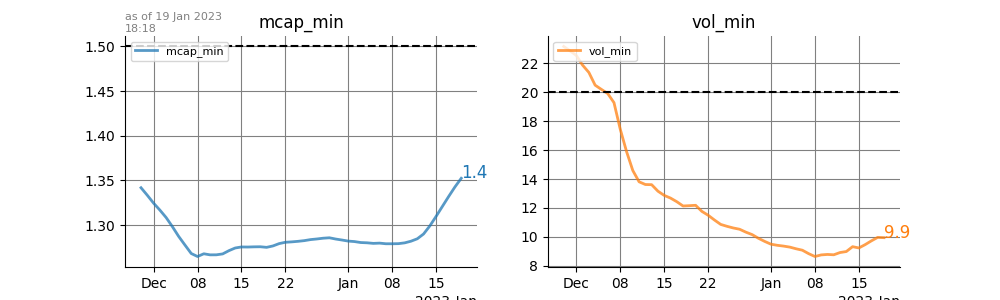 as of 19 Jan 2023
18:18
mcap_min
mcap_min
1.50
1.45
1.40
1.35
1.30
1.4
Dec 08 15 22 Jan 08 15
2023-Jan
vol_min
vol_min
22
20
18
16
14
12
10
8
9.9
Dec 08 15 22 Jan 08 15
2023-Jan